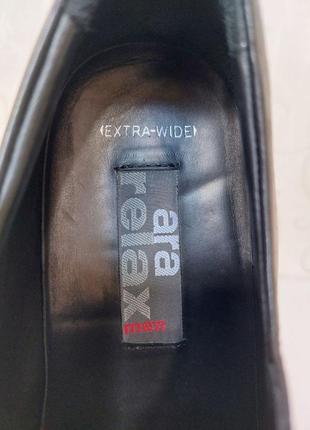 (EXTRA-WIDE)
ara
relax
men